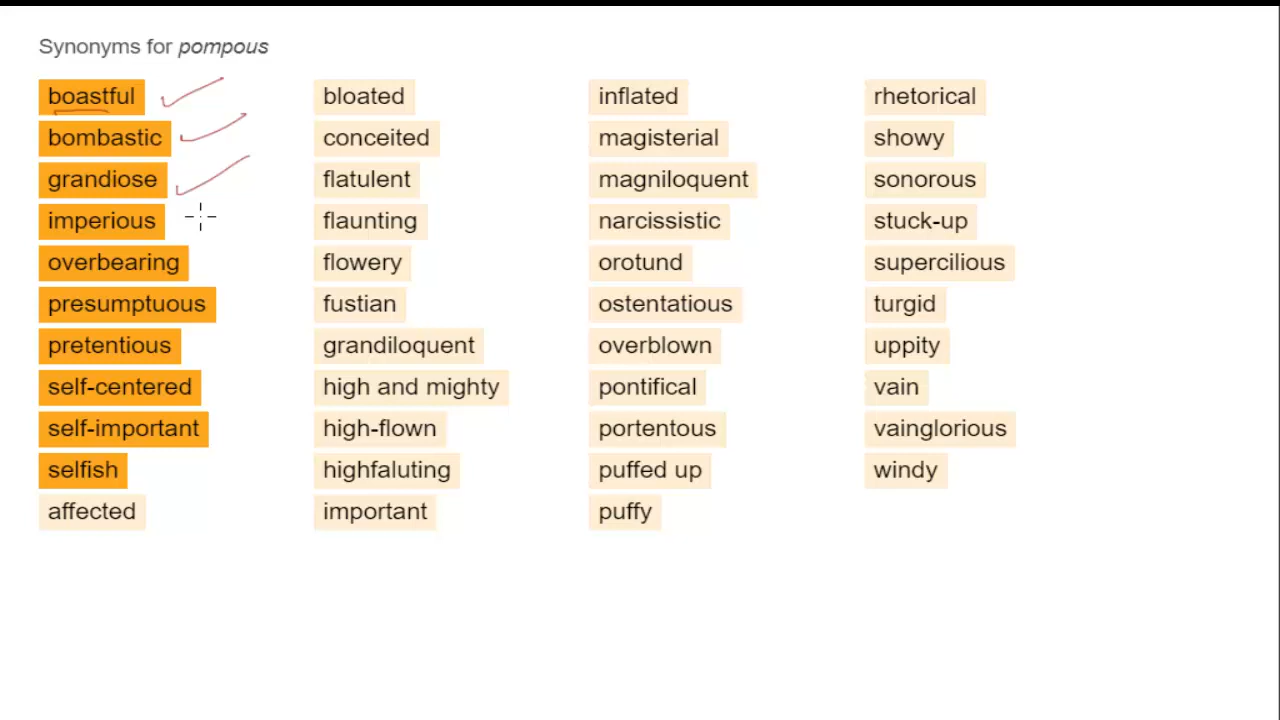 Synonyms for pompous
boastful
bombastic
grandiose
imperious
overbearing
presumptuous
pretentious
self-centered
self-important
selfish
affected
bloated
conceited
flatulent
flaunting
flowery
fustian
grandiloquent
high and mighty
high-flown
highfaluting
important
inflated
magisterial
magniloquent
narcissistic
orotund
ostentatious
overblown
pontifical
portentous
puffed up
puffy
rhetorical
showy
sonorous
stuck-up
supercilious
turgid
uppity
vain
vainglorious
windy